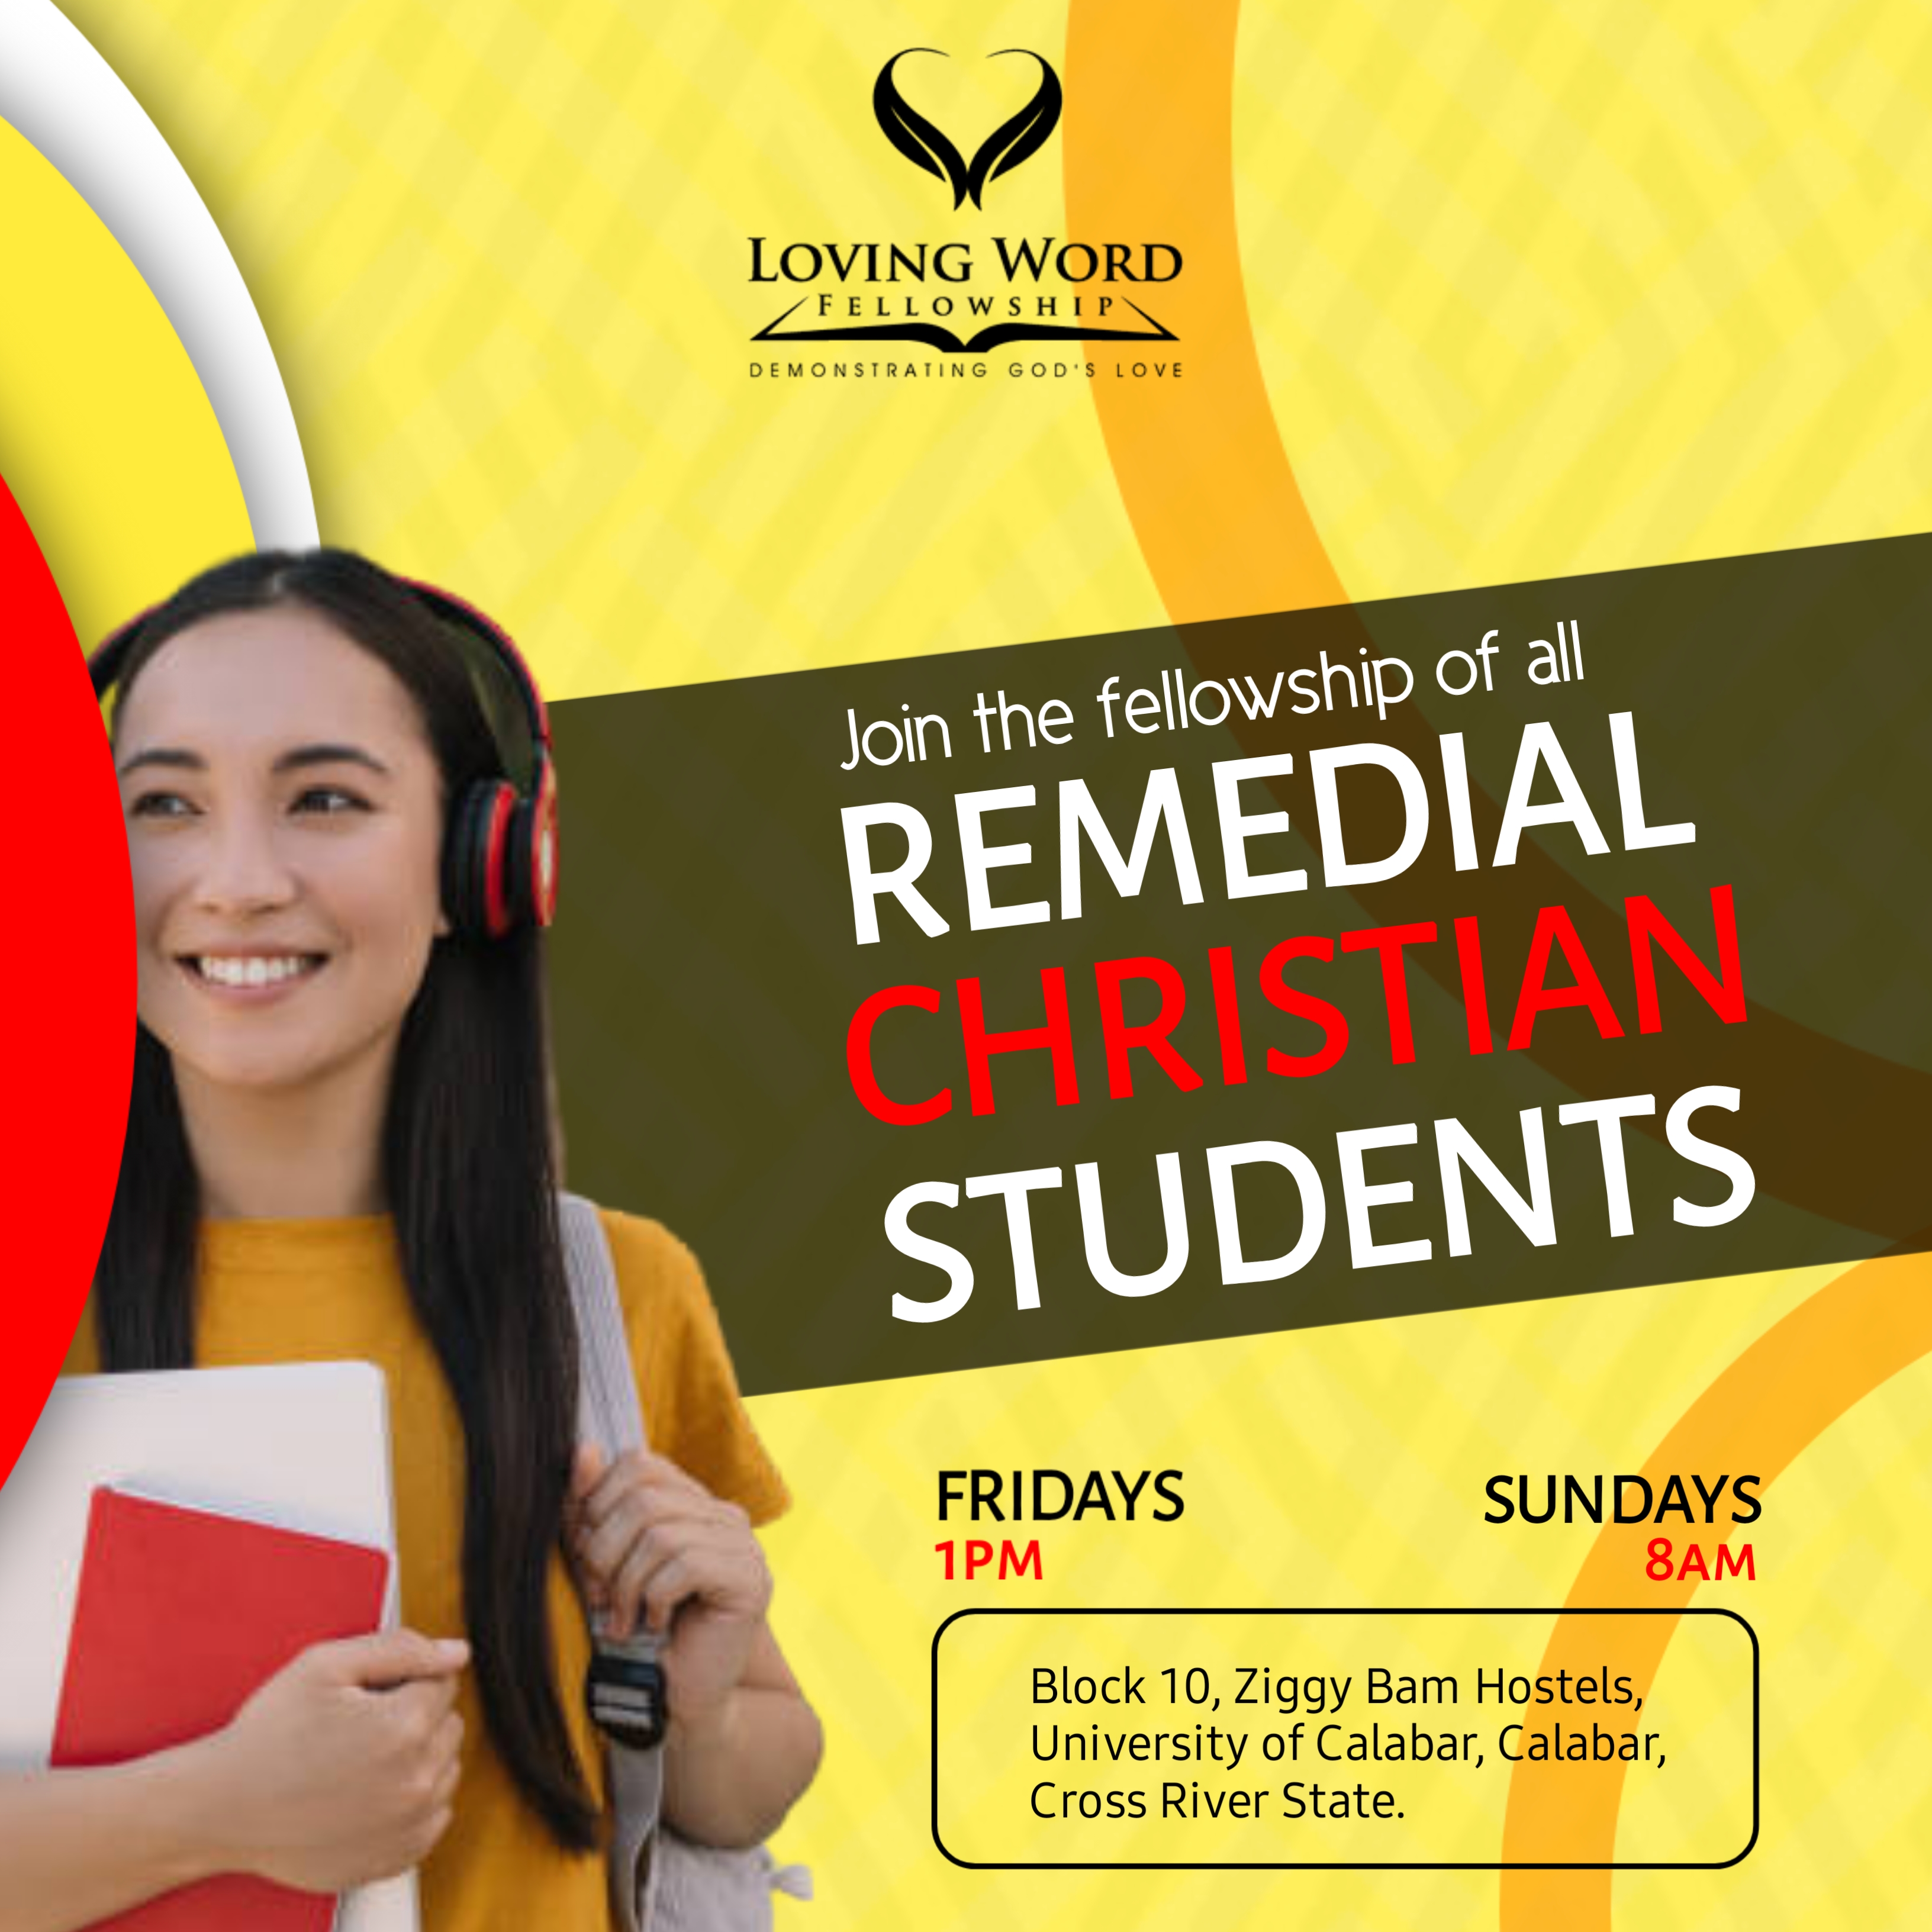 LOVING WORD
FELLOWSHIP
DEMONSTRATING GOD'S LOVE
Join the fellowship of all
REMEDIAL
CHRISTIAN
STUDENTS
FRIDAYS
1PM
SUNDAYS
8AM
Block 10, Ziggy Bam Hostels,
University of Calabar, Calabar,
Cross River State.